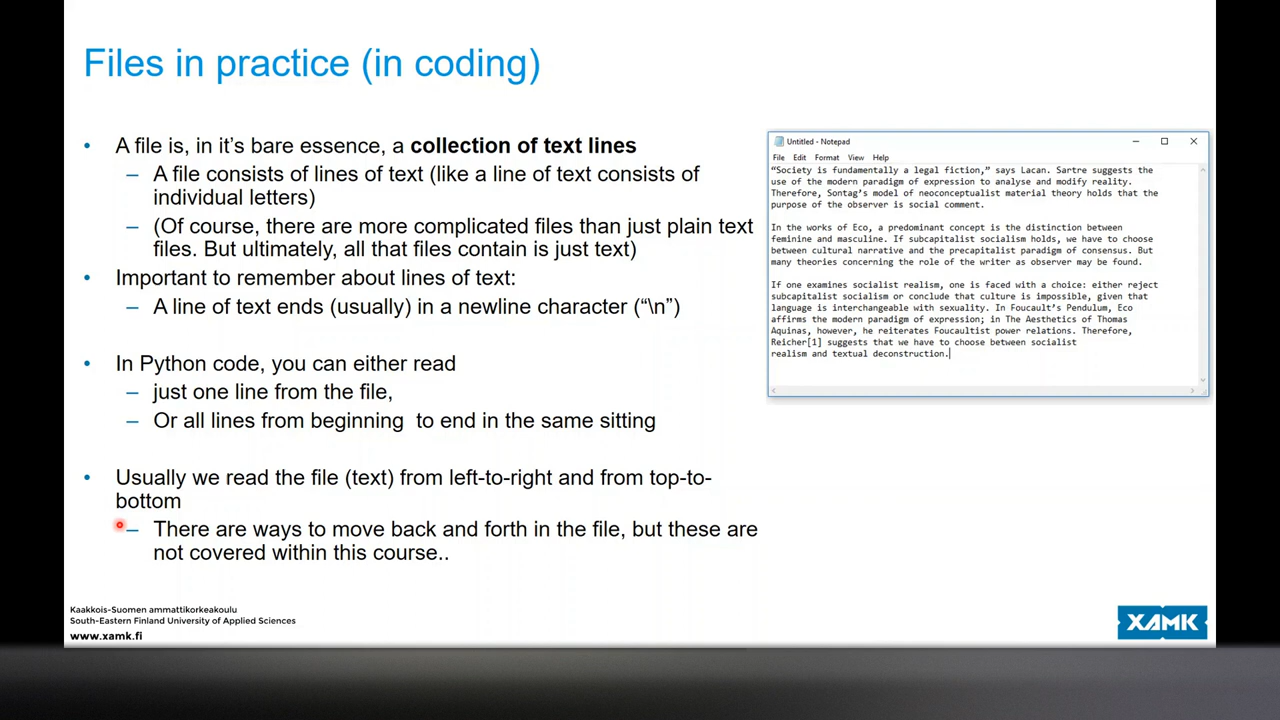 Files in practice (in coding)
• A file is, in it's bare essence, a collection of text lines
– A file consists of lines of text (like a line of text consists of
individual letters)
– (Of course, there are more complicated files than just plain text
files. But ultimately, all that files contain is just text)
• Important to remember about lines of text:
– A line of text ends (usually) in a newline character (“\n”)
• In Python code, you can either read
– just one line from the file,
– Or all lines from beginning to end in the same sitting
• Usually we read the file (text) from left-to-right and from top-to-
bottom
– There are ways to move back and forth in the file, but these are
not covered within this course..
Untitled - Notepad
File Edit Format View Help
“Society is fundamentally a legal fiction,” says Lacan. Sartre suggests the
use of the modern paradigm of expression to analyse and modify reality.
Therefore, Sontag's model of neoconceptualist material theory holds that the
purpose of the observer is social comment.
In the works of Eco, a predominant concept is the distinction between
feminine and masculine. If subcapitalist socialism holds, we have to choose
between cultural narrative and the precapitalist paradigm of consensus. But
many theories concerning the role of the writer as observer may be found.
If one examines socialist realism, one is faced with a choice: either reject
subcapitalist socialism or conclude that culture is impossible, given that
language is interchangeable with sexuality. In Foucault's Pendulum, Eco
affirms the modern paradigm of expression; in The Aesthetics of Thomas
Aquinas, however, he reiterates Foucaultist power relations. Therefore,
Reicher[1] suggests that we have to choose between socialist
realism and textual deconstruction.
Kaakkois-Suomen ammattikorkeakoulu
South-Eastern Finland University of Applied Sciences
www.xamk.fi
XAMK